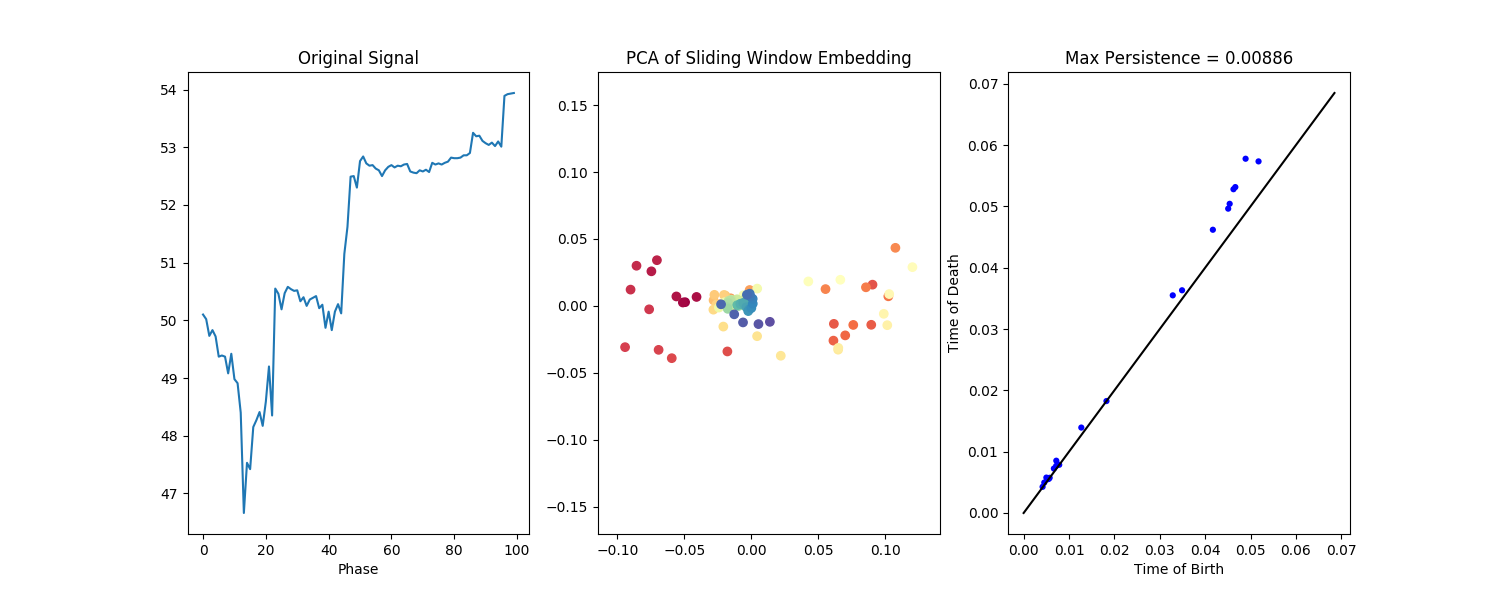 Original Signal
54
53
52
51
50
49
48
47
0 20 40 60 80 100
Phase
PCA of Sliding Window Embedding
0.15
0.10
0.05
0.00
−0.05
−0.10
−0.15
−0.10 −0.05 0.00 0.05 0.10
Max Persistence = 0.00886
Time of Death
0.07
0.06
0.05
0.04
0.03
0.02
0.01
0.00
0.00 0.01 0.02 0.03 0.04 0.05 0.06 0.07
Time of Birth